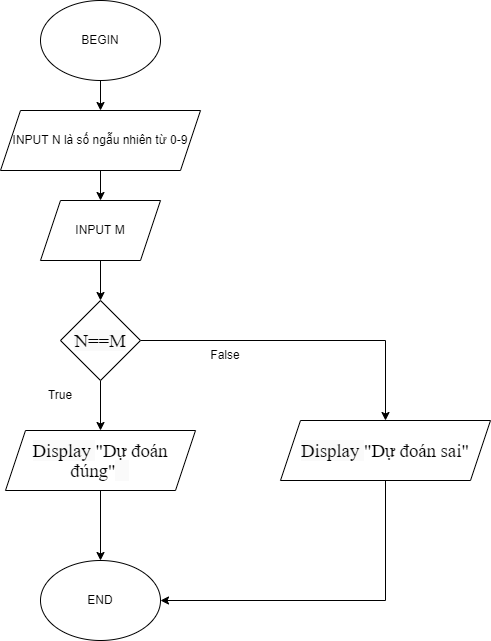 BEGIN
INPUT N là số ngẫu nhiên từ 0-9
INPUT M
N==M
False
True
Display "Dự đoán
đúng"
Display "Dự đoán sai"
END